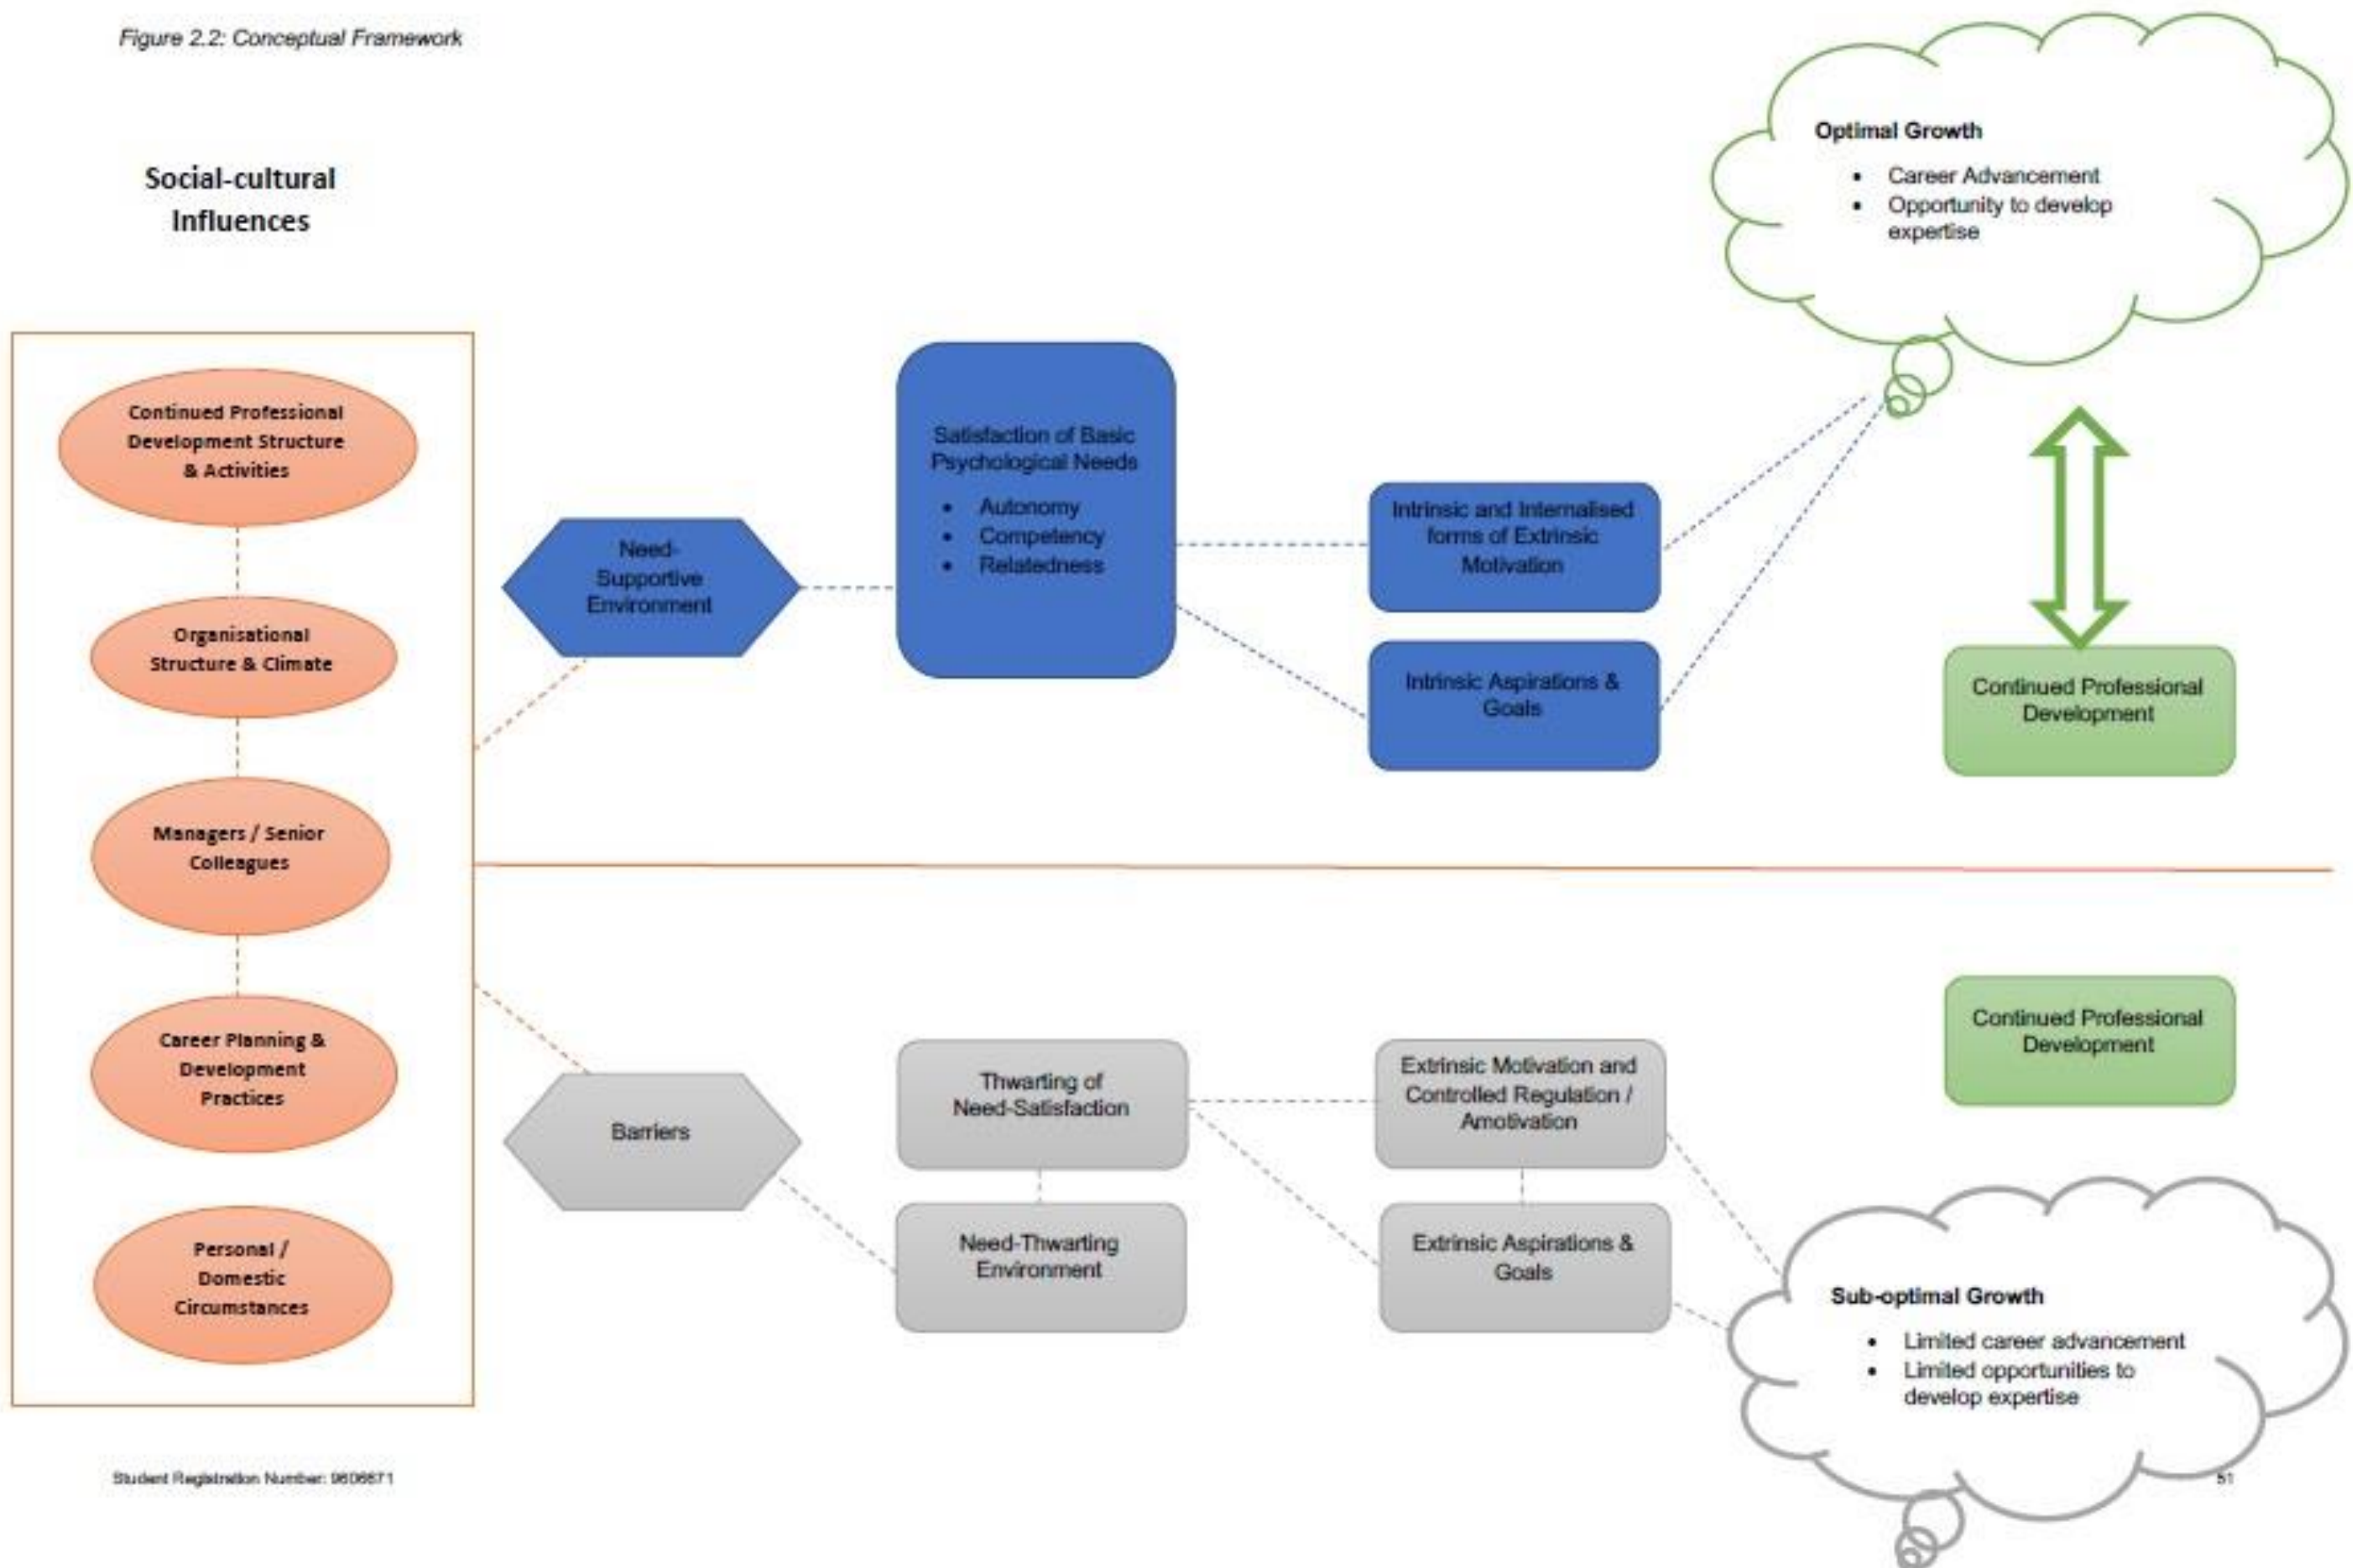 Figure 2.2: Conceptual Framework
Social-cultural
Influences
Continued Professional
Development Structure
& Activities
Organisational
Structure & Climate
Managers / Senior
Colleagues
Career Planning &
Development
Practices
Personal /
Domestic
Circumstances
Need-
Supportive
Environment
Satisfaction of Basic
Psychological Needs
• Autonomy
• Competency
• Relatedness
Intrinsic and Internalised
forms of Extrinsic
Motivation
Intrinsic Aspirations &
Goals
Optimal Growth
• Career Advancement
• Opportunity to develop
expertise
Continued Professional
Development
Barriers
Thwarting of
Need-Satisfaction
Need-Thwarting
Environment
Extrinsic Motivation and
Controlled Regulation /
Amotivation
Extrinsic Aspirations &
Goals
Continued Professional
Development
Sub-optimal Growth
• Limited career advancement
• Limited opportunities to
develop expertise
Student Registration Number: 9606671
51